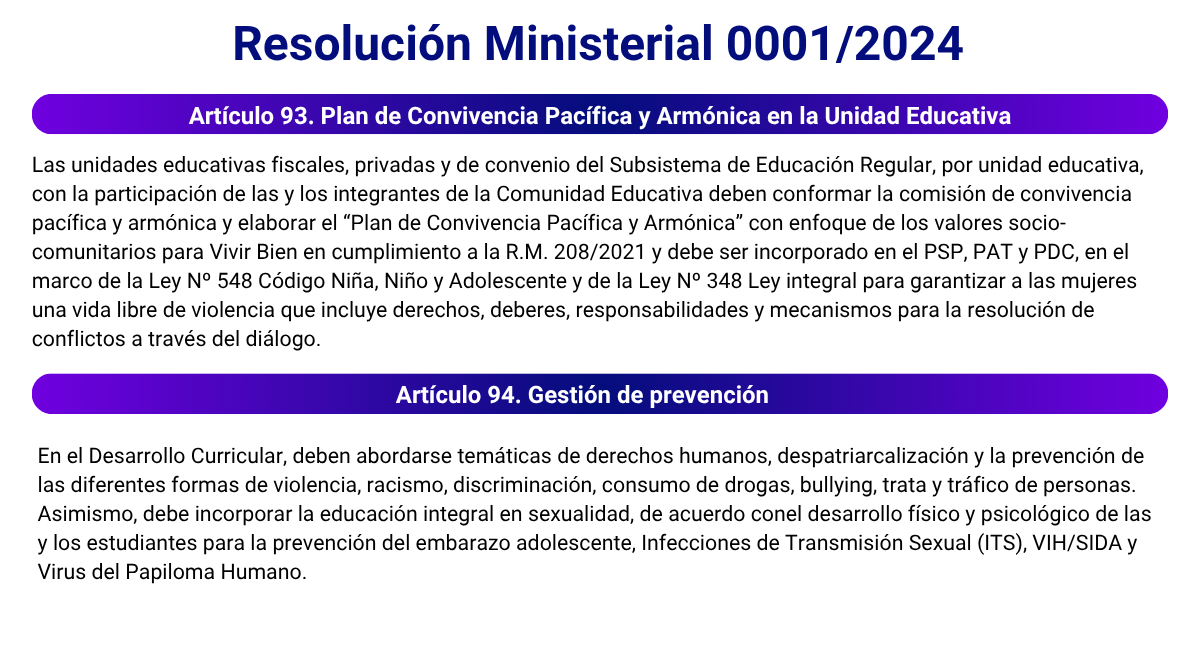 Resolución Ministerial 0001/2024
Artículo 93. Plan de Convivencia Pacífica y Armónica en la Unidad Educativa
Las unidades educativas fiscales, privadas y de convenio del Subsistema de Educación Regular, por unidad educativa,
con la participación de las y los integrantes de la Comunidad Educativa deben conformar la comisión de convivencia
pacífica y armónica y elaborar el “Plan de Convivencia Pacífica y Armónica” con enfoque de los valores socio-
comunitarios para Vivir Bien en cumplimiento a la R.M. 208/2021 y debe ser incorporado en el PSP, PAT y PDC, en el
marco de la Ley Nº 548 Código Niña, Niño y Adolescente y de la Ley Nº 348 Ley integral para garantizar a las mujeres
una vida libre de violencia que incluye derechos, deberes, responsabilidades y mecanismos para la resolución de
conflictos a través del diálogo.
Artículo 94. Gestión de prevención
En el Desarrollo Curricular, deben abordarse temáticas de derechos humanos, despatriarcalización y la prevención de
las diferentes formas de violencia, racismo, discriminación, consumo de drogas, bullying, trata y tráfico de personas.
Asimismo, debe incorporar la educación integral en sexualidad, de acuerdo conel desarrollo físico y psicológico de las
y los estudiantes para la prevención del embarazo adolescente, Infecciones de Transmisión Sexual (ITS), VIH/SIDA y
Virus del Papiloma Humano.